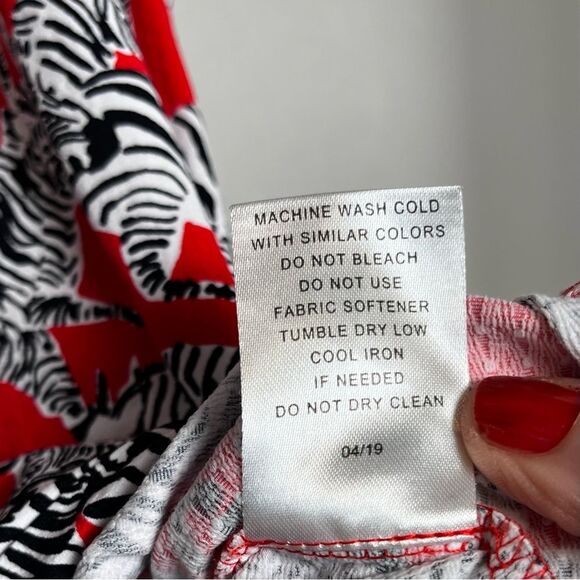 MACHINE WASH COLD
WITH SIMILAR COLORS
DO NOT BLEACH
DO NOT USE
FABRIC SOFTENER
TUMBLE DRY LOW
COOL IRON
IF NEEDED
DO NOT DRY CLEAN
04/19